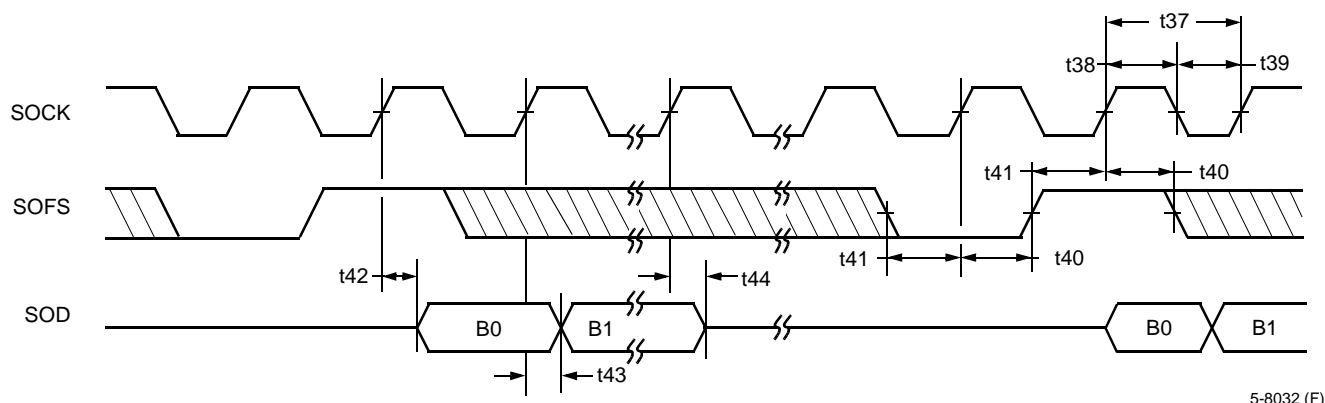 t37
t38
t39
SOCK
t41
t40
SOFS
t41
t40
t42
t44
SOD
B0
B1
B0
B1
t43
5-8032 (F)